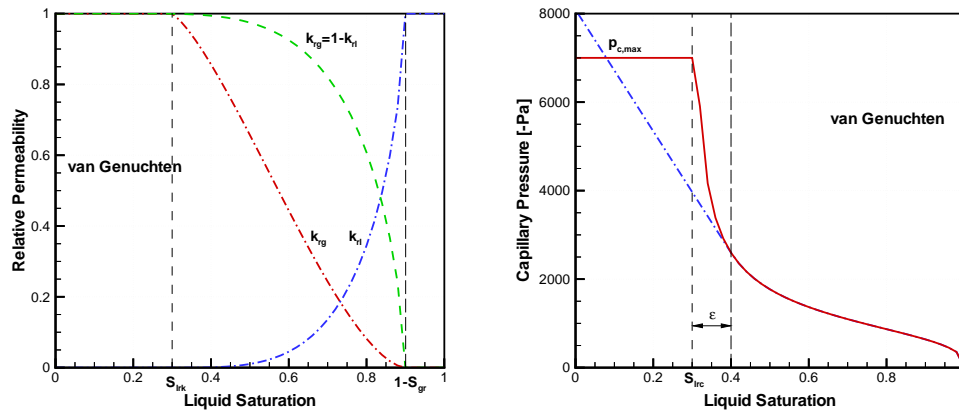 1
0.8
0.6
0.4
0.2
0
Relative Permeability
van Genuchten
k_rg=1-k_rl
k_rg
k_rl
0 0.2 0.4 0.6 0.8 1
S_lrk
1-S_gr
Liquid Saturation
8000
6000
4000
2000
0
Capillary Pressure [-Pa]
p_c,max
van Genuchten
ε
0.0 0.2 0.4 0.6 0.8
S_lrc
Liquid Saturation